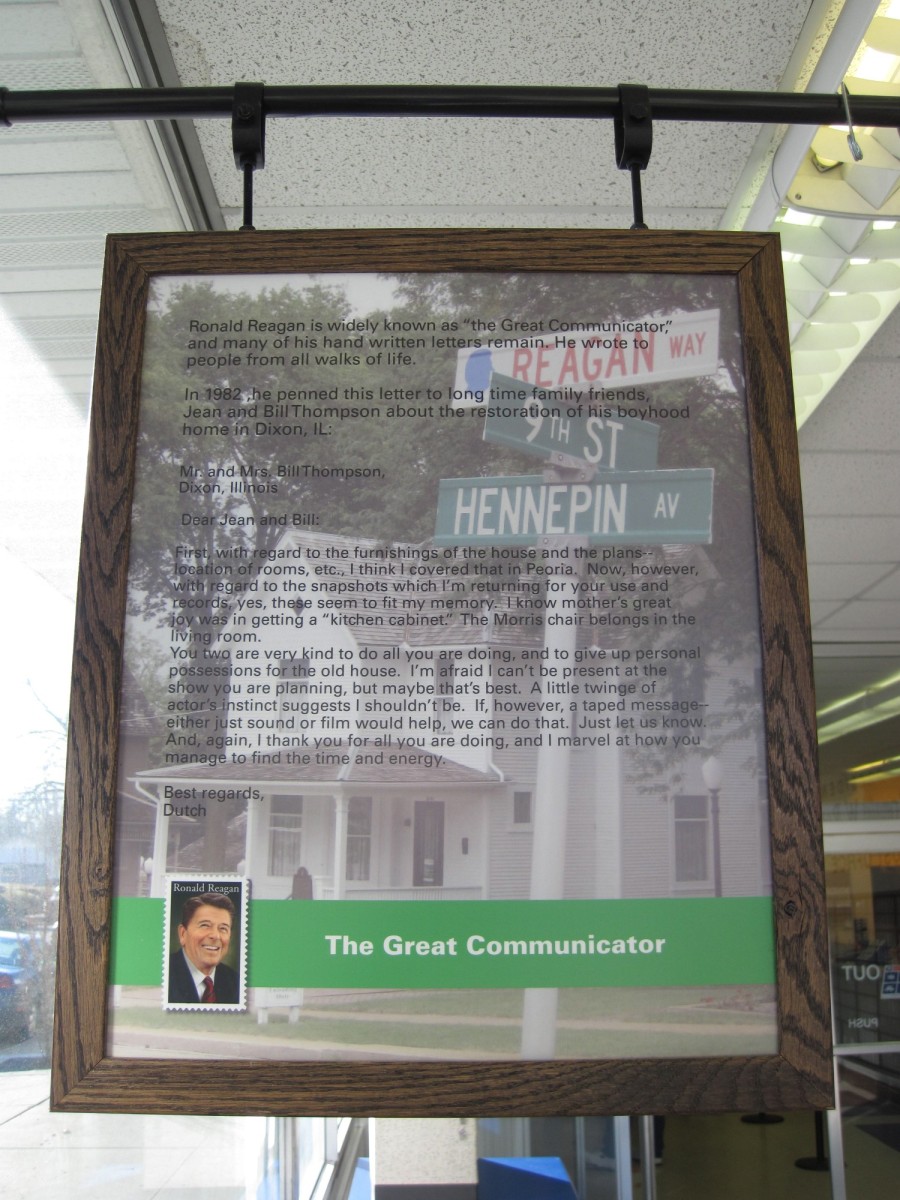 Ronald Reagan is widely known as "the Great Communicator,"
and many of his hand written letters remain. He wrote to
people from all walks of life.
In 1982 ,he penned this letter to long time family friends,
Jean and Bill Thompson about the restoration of his boyhood
home in Dixon, IL:
Mr. and Mrs. Bill Thompson,
Dixon, Illinois
Dear Jean and Bill:
First, with regard to the furnishings of the house and the plans--
location of rooms, etc., I think I covered that in Peoria. Now, however,
with regard to the snapshots which I'm returning for your use and
records, yes, these seem to fit my memory. I know mother's great
joy was in getting a "kitchen cabinet." The Morris chair belongs in the
living room.
You two are very kind to do all you are doing, and to give up personal
possessions for the old house. I'm afraid I can't be present at the
show you are planning, but maybe that's best. A little twinge of
actor's instinct suggests I shouldn't be. If, however, a taped message--
either just sound or film would help, we can do that. Just let us know.
And, again, I thank you for all you are doing, and I marvel at how you
manage to find the time and energy.
Best regards,
Dutch
REAGAN WAY
9TH ST
HENNEPIN AV
Ronald Reagan
The Great Communicator
OUT
PUSH